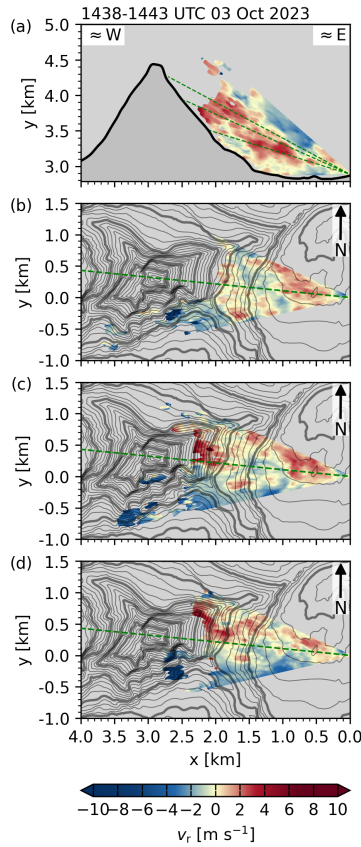 1438-1443 UTC 03 Oct 2023
(a)
≈ W
≈ E
5.0
4.5
4.0
3.5
3.0
y [km]
(b)
1.5
1.0
0.5
0.0
-0.5
-1.0
y [km]
N
(c)
1.5
1.0
0.5
0.0
-0.5
-1.0
y [km]
N
(d)
1.5
1.0
0.5
0.0
-0.5
-1.0
y [km]
N
4.0 3.5 3.0 2.5 2.0 1.5 1.0 0.5 0.0
x [km]
−10 −8 −6 −4 −2 0 2 4 6 8 10
vr [m s−1]